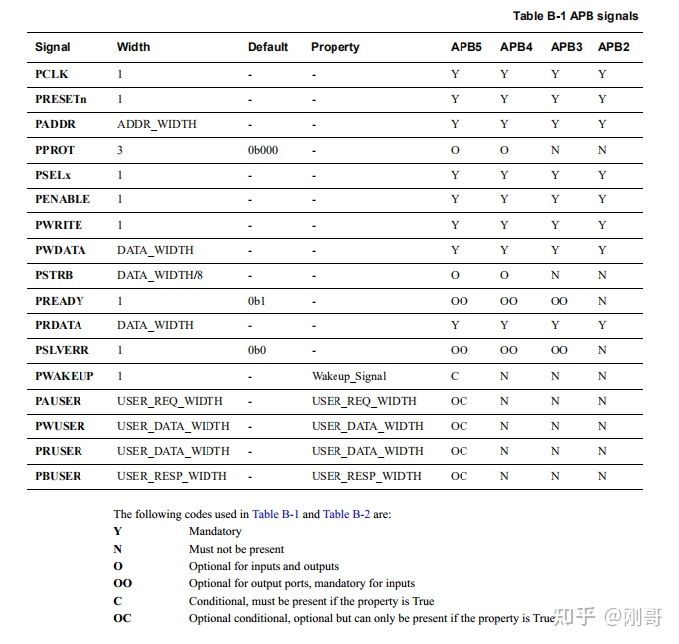 Table B-1 APB signals
Signal Width Default Property APB5 APB4 APB3 APB2
PCLK 1 - - Y Y Y Y
PRESETn 1 - - Y Y Y Y
PADDR ADDR_WIDTH - - Y Y Y Y
PPROT 3 0b000 - O O N N
PSELx 1 - - Y Y Y Y
PENABLE 1 - - Y Y Y Y
PWRITE 1 - - Y Y Y Y
PWDATA DATA_WIDTH - - Y Y Y Y
PSTRB DATA_WIDTH/8 - - O O N N
PREADY 1 0b1 - OO OO OO N
PRDATA DATA_WIDTH - - Y Y Y Y
PSLVERR 1 0b0 - OO OO OO N
PWAKEUP 1 - Wakeup_Signal C N N N
PAUSER USER_REQ_WIDTH - USER_REQ_WIDTH OC N N N
PWUSER USER_DATA_WIDTH - USER_DATA_WIDTH OC N N N
PRUSER USER_DATA_WIDTH - USER_DATA_WIDTH OC N N N
PBUSER USER_RESP_WIDTH - USER_RESP_WIDTH OC N N N
The following codes used in Table B-1 and Table B-2 are:
Y Mandatory
N Must not be present
O Optional for inputs and outputs
OO Optional for output ports, mandatory for inputs
C Conditional, must be present if the property is True
OC Optional conditional, optional but can only be present if the property is True
知乎 @刚哥